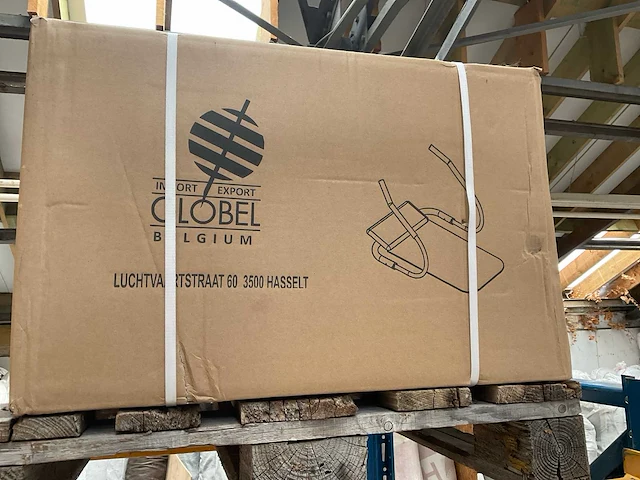 IMPORT EXPORT
GLOBEL
BELGIUM
LUCHTVAARTSTRAAT 60 3500 HASSELT